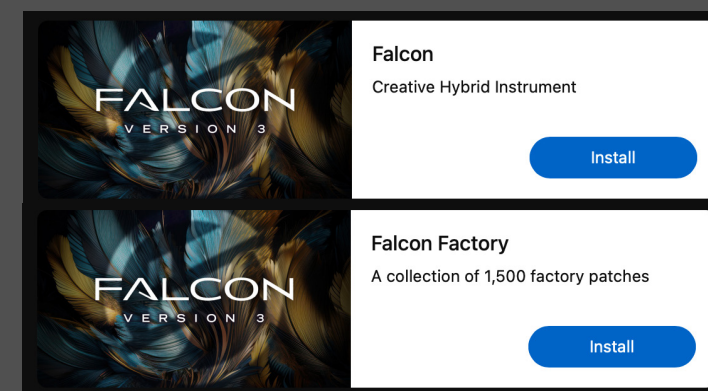 FALCON
VERSION 3
Falcon
Creative Hybrid Instrument
Install
FALCON
VERSION 3
Falcon Factory
A collection of 1,500 factory patches
Install